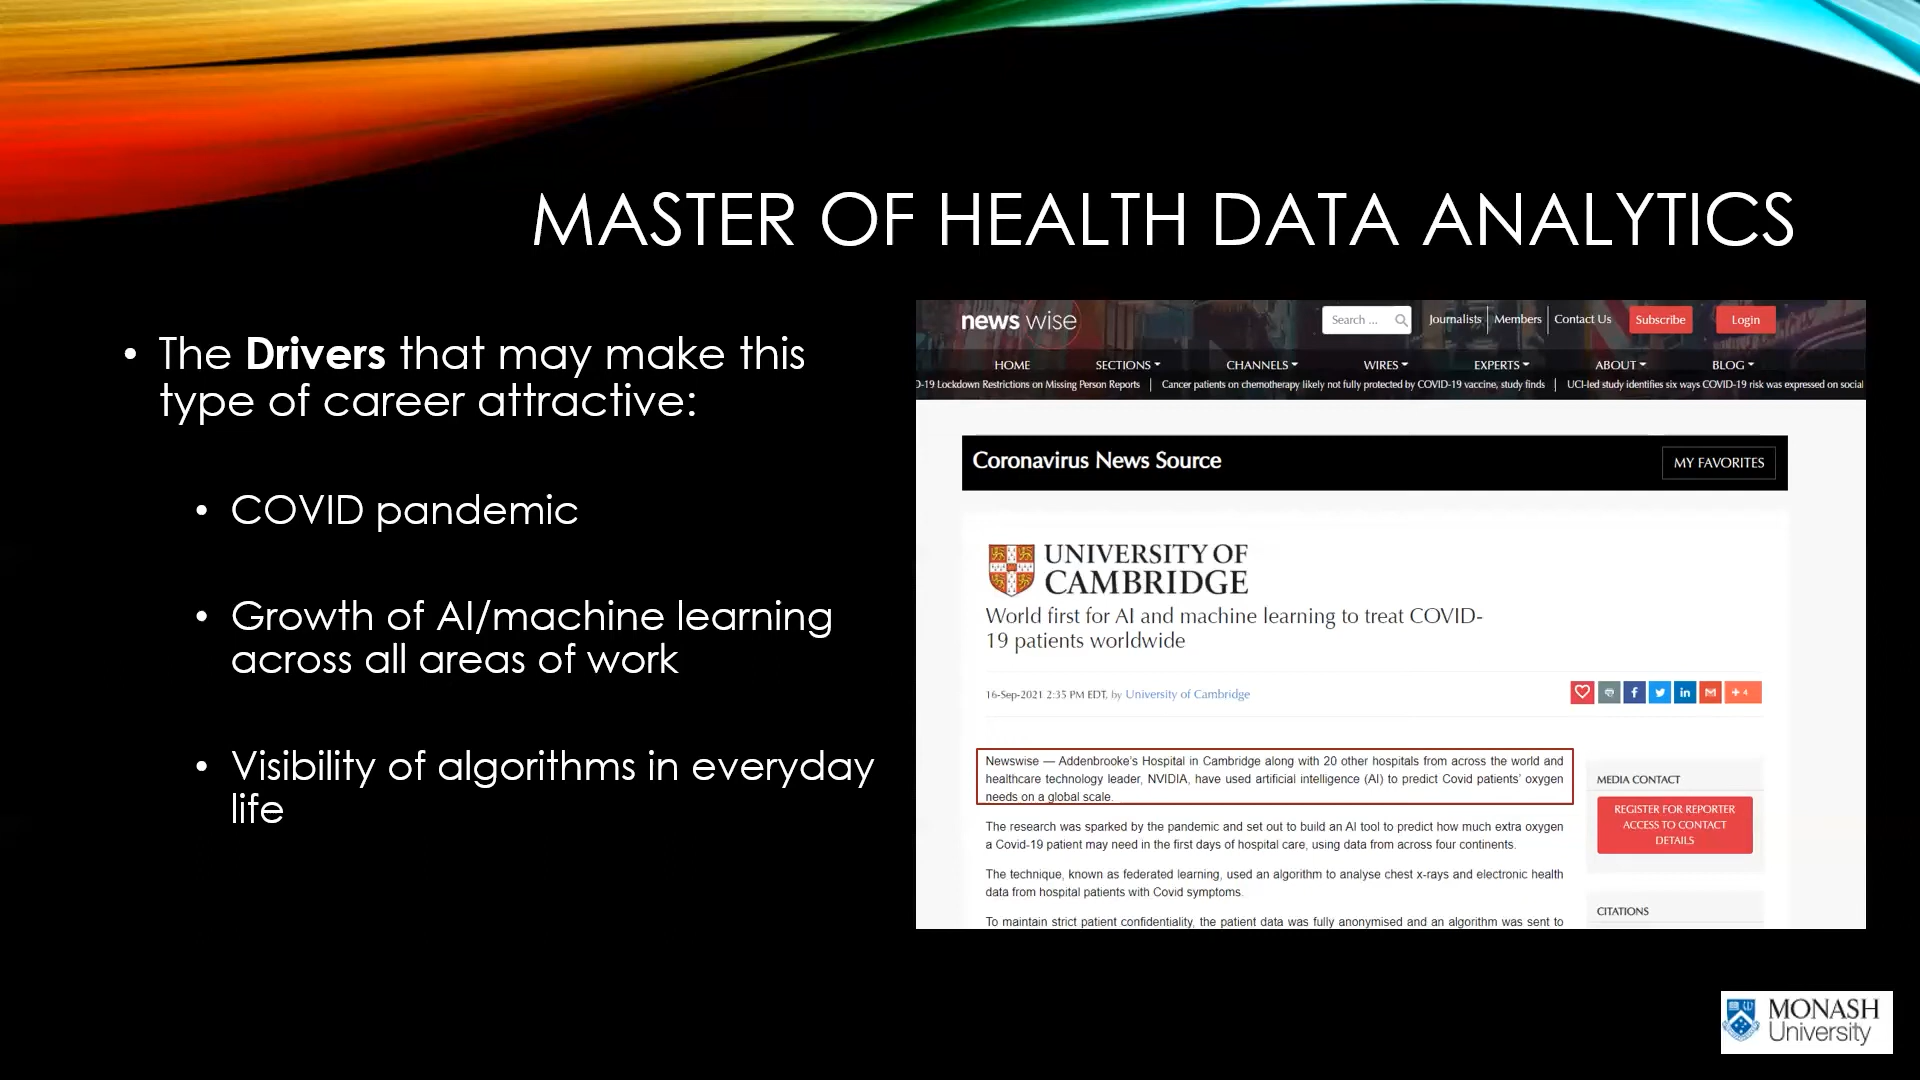 MASTER OF HEALTH DATA ANALYTICS
• The Drivers that may make this
type of career attractive:
• COVID pandemic
• Growth of AI/machine learning
across all areas of work
• Visibility of algorithms in everyday
life
news wise
Search ...
Journalists
Members
Contact Us
Subscribe
Login
HOME
SECTIONS
CHANNELS
WIRES
EXPERTS
ABOUT
BLOG
D-19 Lockdown Restrictions on Missing Person Reports
Cancer patients on chemotherapy likely not fully protected by COVID-19 vaccine, study finds
UCI-led study identifies six ways COVID-19 risk was expressed on social
Coronavirus News Source
MY FAVORITES
UNIVERSITY OF
CAMBRIDGE
World first for AI and machine learning to treat COVID-
19 patients worldwide
16-Sep-2021 2:35 PM EDT, by University of Cambridge
+ 4
Newswise — Addenbrooke's Hospital in Cambridge along with 20 other hospitals from across the world and
healthcare technology leader, NVIDIA, have used artificial intelligence (AI) to predict Covid patients' oxygen
needs on a global scale.
The research was sparked by the pandemic and set out to build an AI tool to predict how much extra oxygen
a Covid-19 patient may need in the first days of hospital care, using data from across four continents.
The technique, known as federated learning, used an algorithm to analyse chest x-rays and electronic health
data from hospital patients with Covid symptoms.
To maintain strict patient confidentiality, the patient data was fully anonymised and an algorithm was sent to
MEDIA CONTACT
REGISTER FOR REPORTER
ACCESS TO CONTACT
DETAILS
CITATIONS
MONASH
University